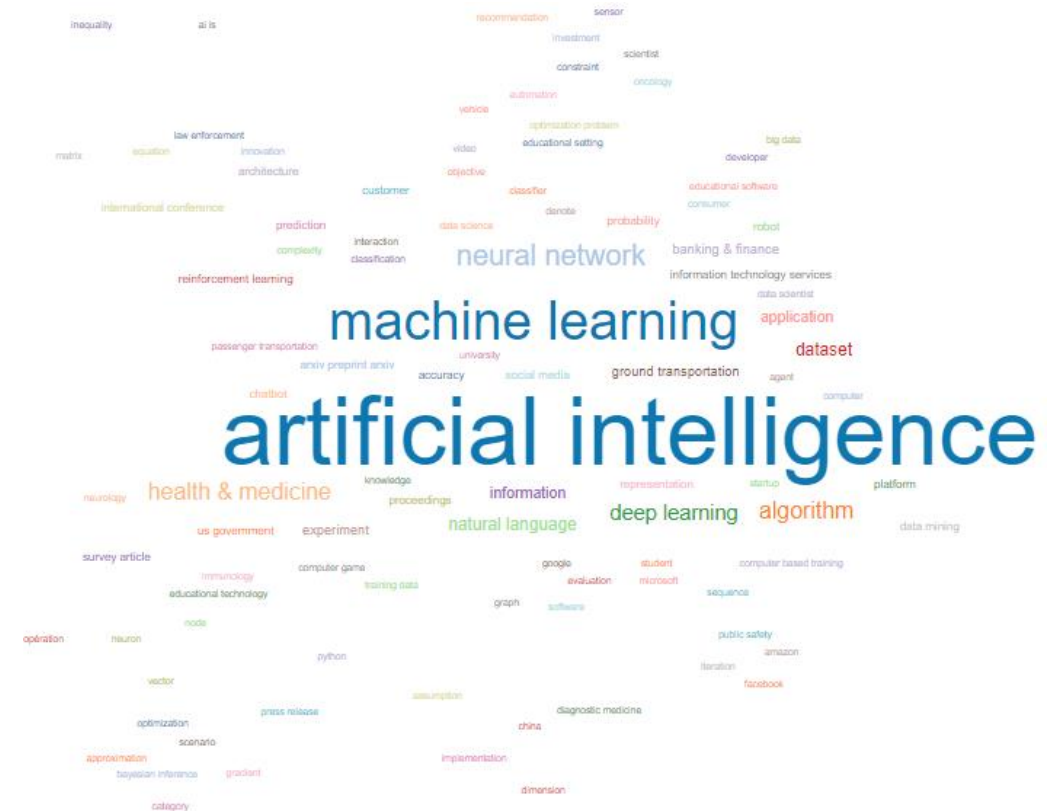 recommendation
sensor
inequality
ai is
investment
scientist
constraint
oncology
automation
vehicle
optimization problem
law enforcement
educational setting
big data
matrix
equation
innovation
video
developer
architecture
objective
customer
classifier
educational software
international conference
denote
consumer
prediction
data science
probability
robot
complexity
interaction
classification
neural network
banking & finance
reinforcement learning
information technology services
data scientist
machine learning
application
passenger transportation
university
dataset
arxiv preprint arxiv
accuracy
social media
ground transportation
agent
chatbot
computer
artificial intelligence
knowledge
neurology
health & medicine
proceedings
information
representation
startup
platform
us government
experiment
natural language
deep learning
algorithm
data mining
survey article
computer game
google
student
computer based training
immunology
educational technology
training data
evaluation
microsoft
sequence
graph
software
node
opération
neuron
public safety
amazon
python
iteration
facebook
vector
assumption
optimization
press release
diagnostic medicine
china
scenario
approximation
implementation
bayesian inference
gradient
dimension
category